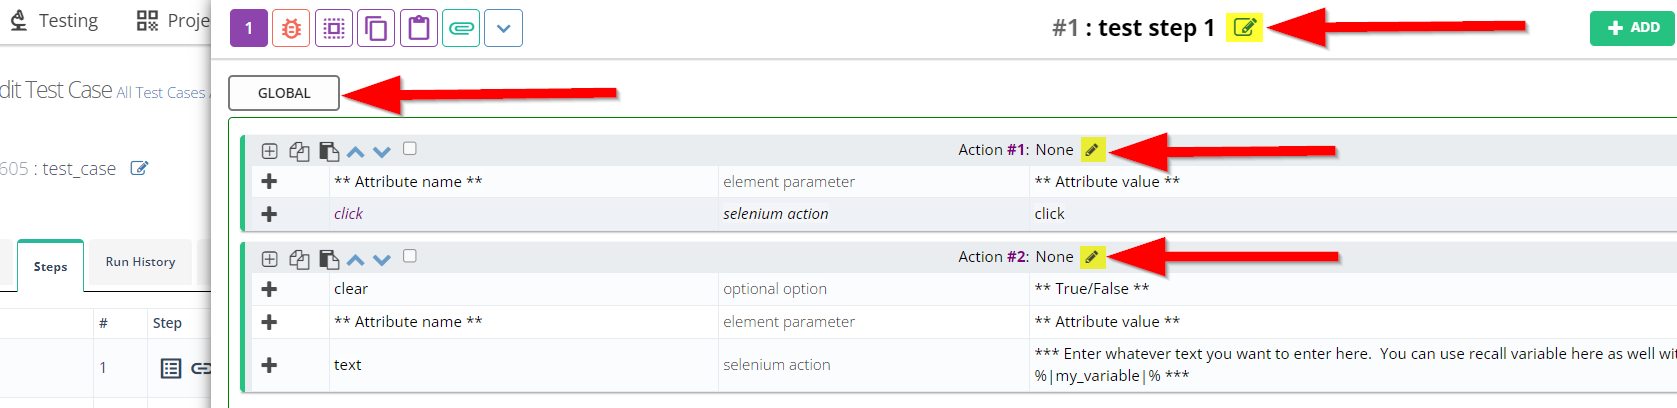 Testing
Proje
1
#1 : test step 1
ADD
dit Test Case All Test Cases /
GLOBAL
605 : test_case
Action #1: None
** Attribute name ** element parameter ** Attribute value **
click selenium action click
Steps
Run History
Action #2: None
clear optional option ** True/False **
** Attribute name ** element parameter ** Attribute value **
# Step
1
text selenium action *** Enter whatever text you want to enter here. You can use recall variable here as well wit
%|my_variable|% ***